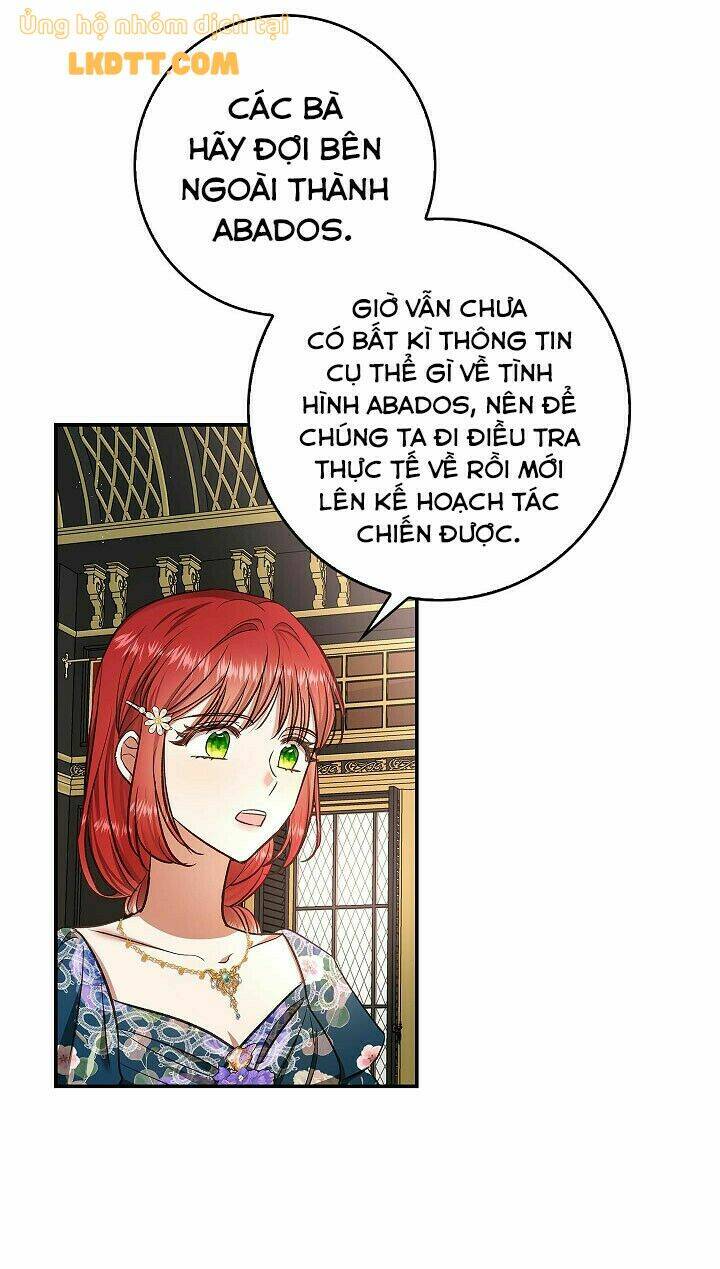 Ủng hộ nhóm dịch tại
LKDTT.COM
CÁC BÀ
HÃY ĐỢI BÊN
NGOÀI THÀNH
ABADOS.
GIỜ VẪN CHƯA
CÓ BẤT KÌ THÔNG TIN
CỤ THỂ GÌ VỀ TÌNH
HÌNH ABADOS, NÊN ĐỂ
CHÚNG TA ĐI ĐIỀU TRA
THỰC TẾ VỀ RỒI MỚI
LÊN KẾ HOẠCH TÁC
CHIẾN ĐƯỢC.